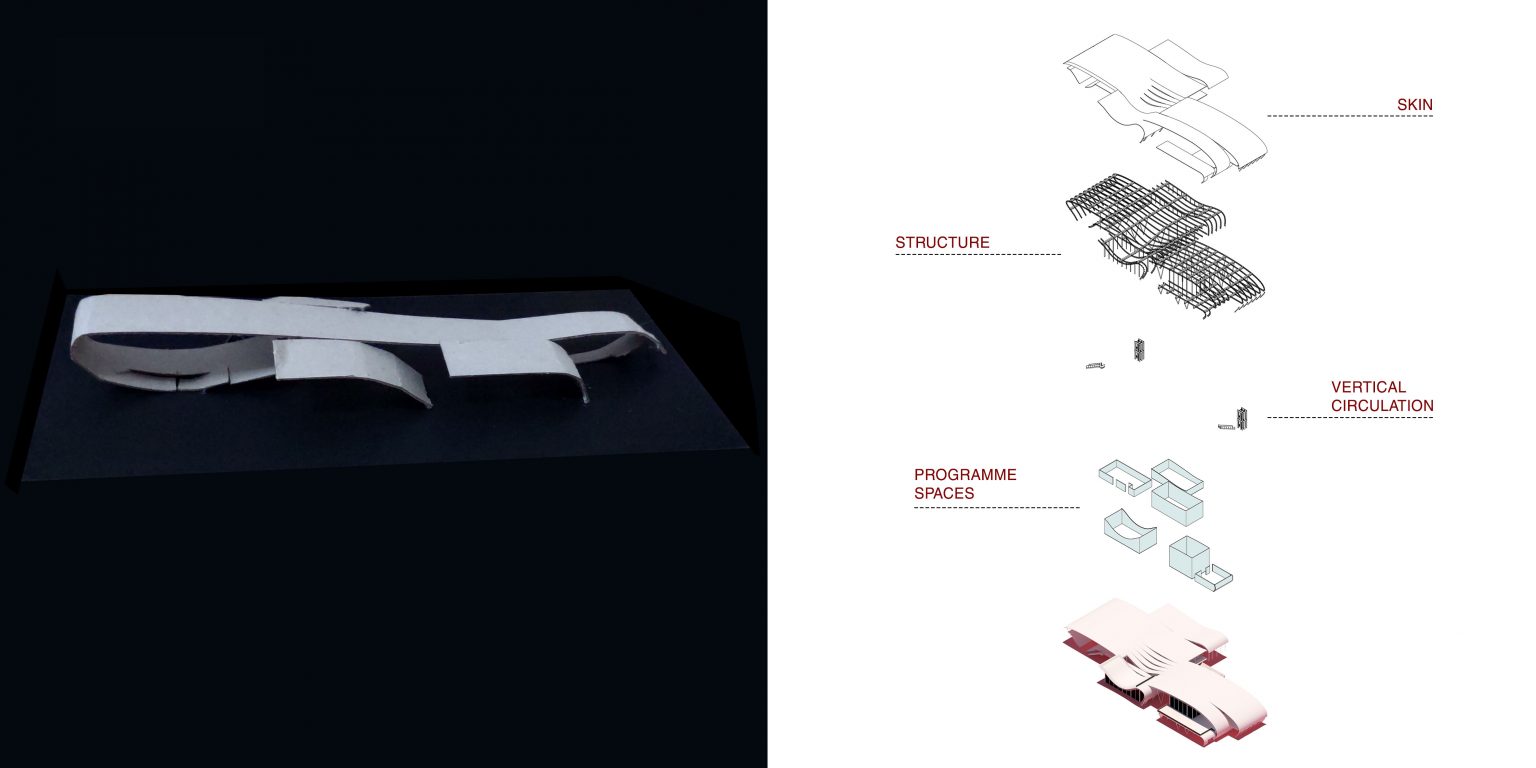 SKIN
STRUCTURE
VERTICAL
CIRCULATION
PROGRAMME
SPACES